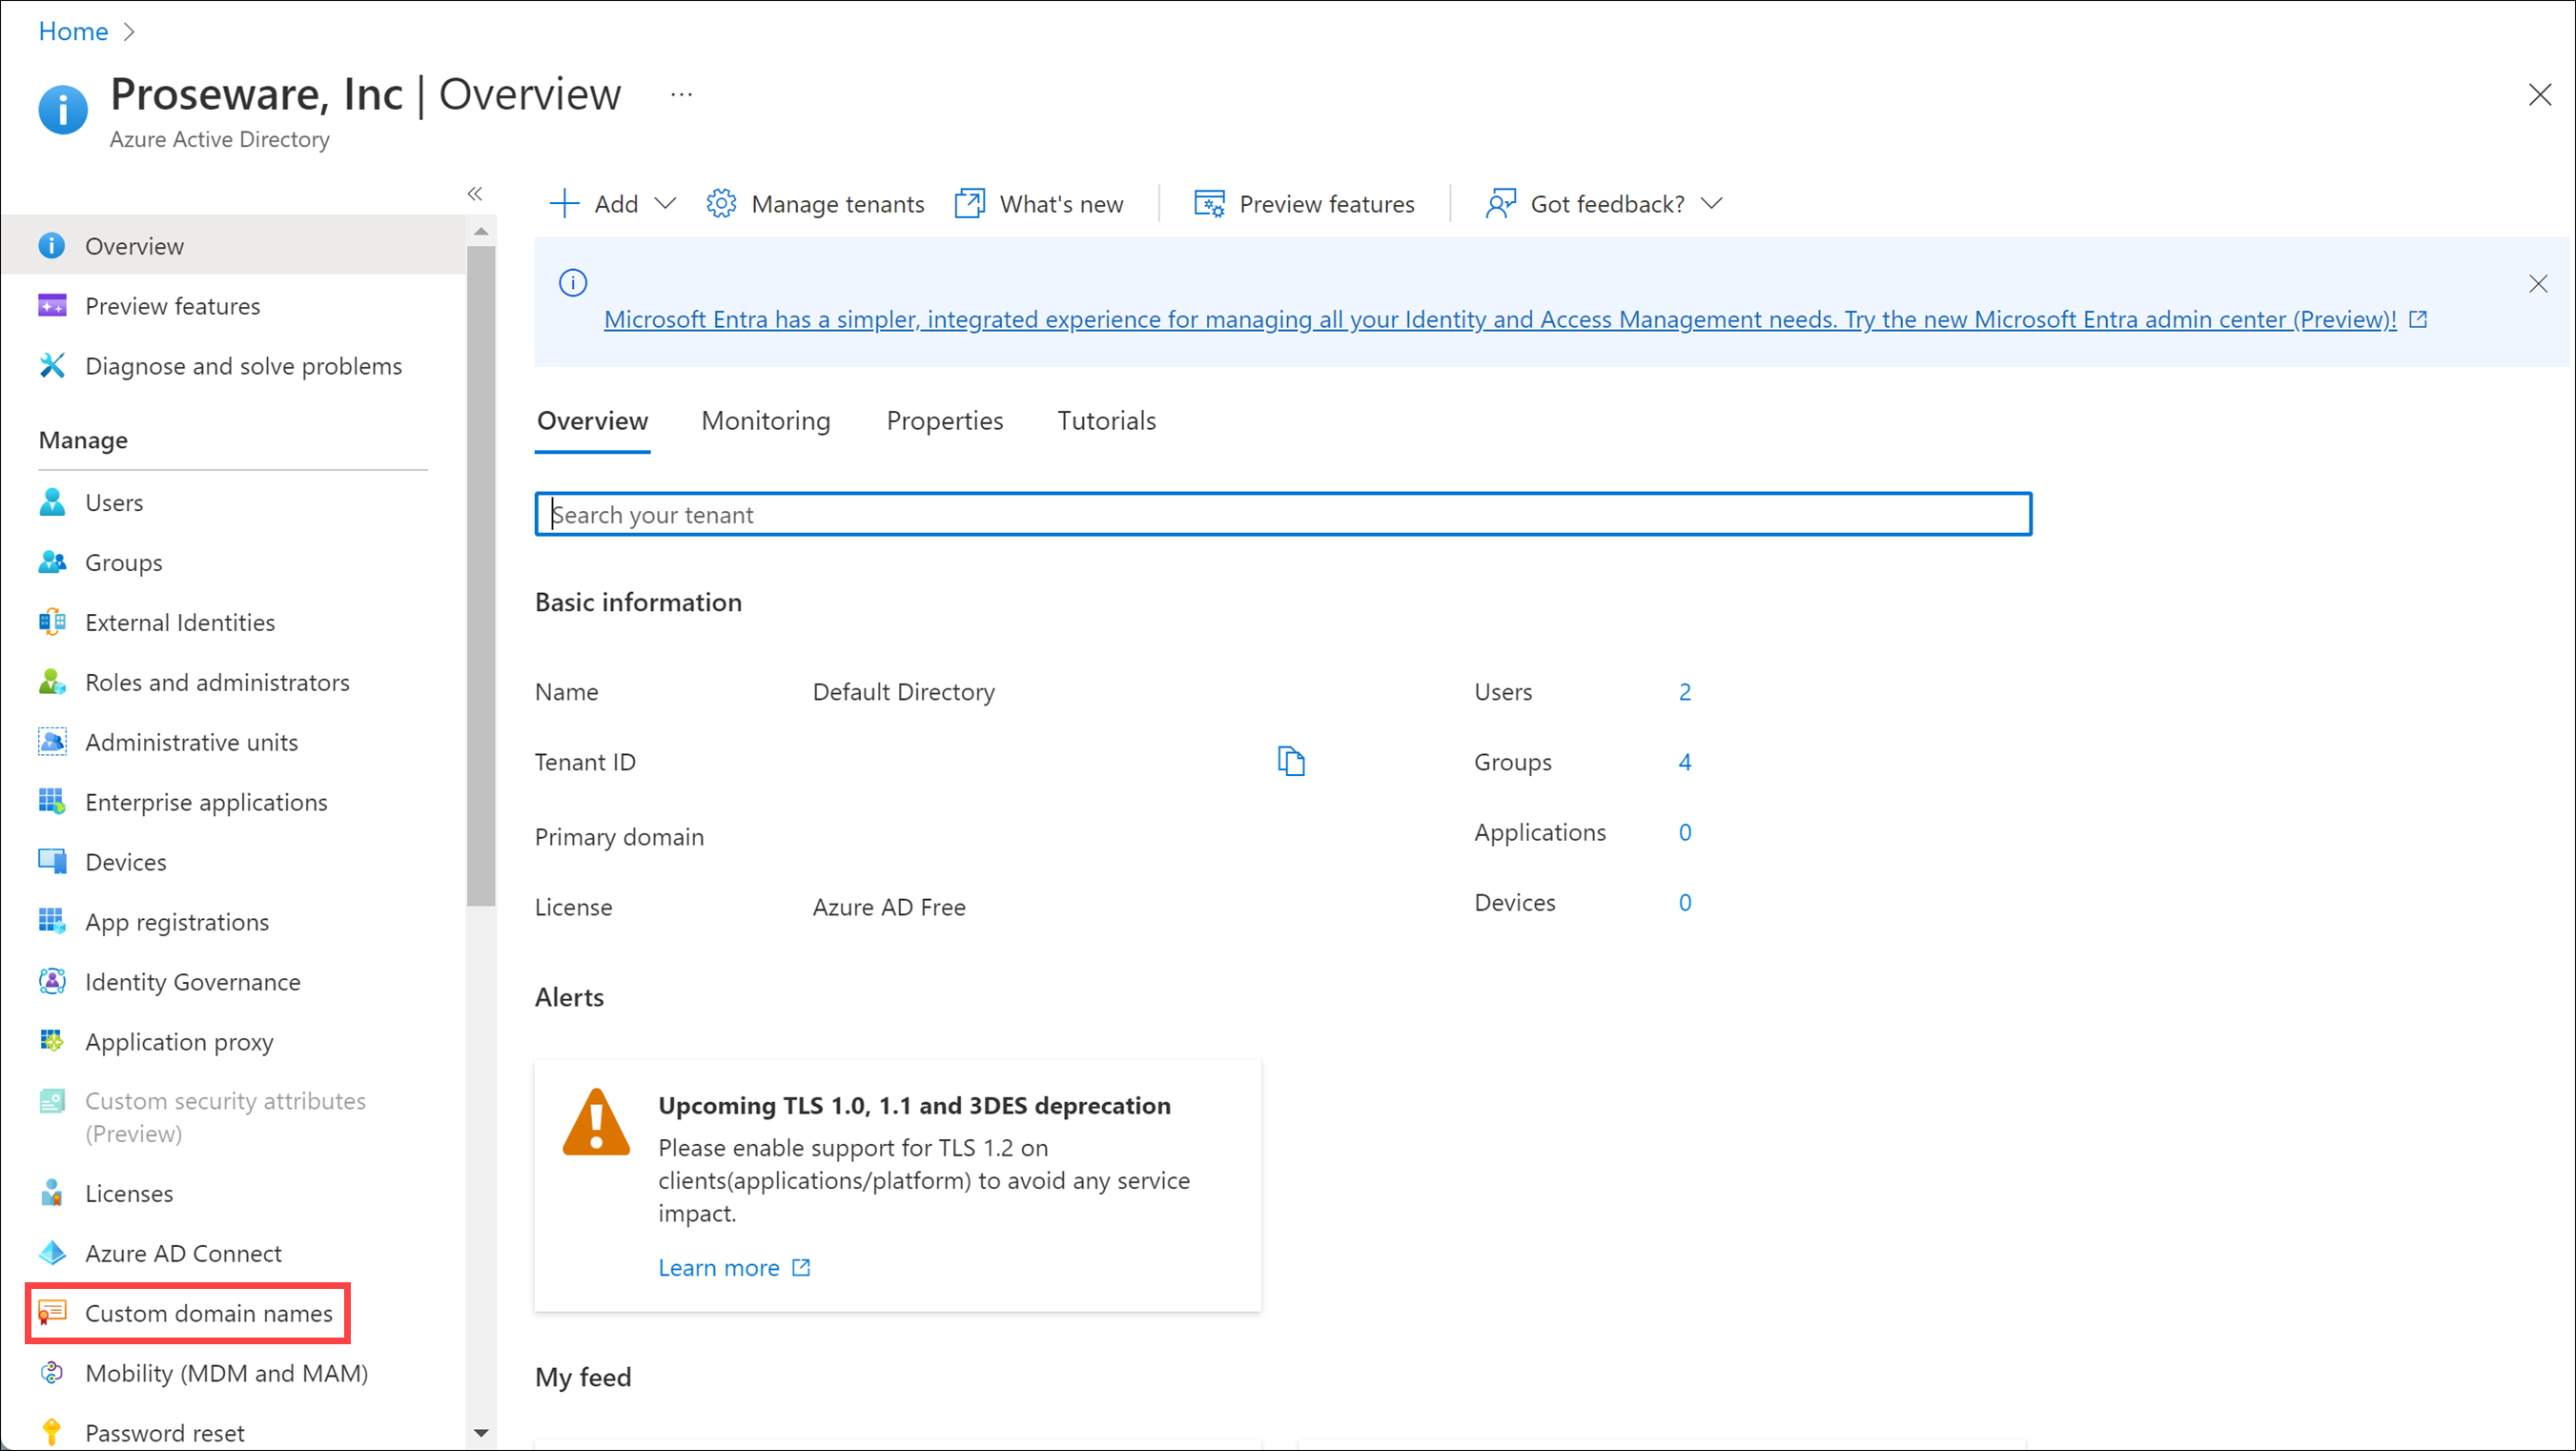 Home
Proseware, Inc | Overview ...
Azure Active Directory
Overview
Preview features
Diagnose and solve problems
Manage
Users
Groups
External Identities
Roles and administrators
Administrative units
Enterprise applications
Devices
App registrations
Identity Governance
Application proxy
Custom security attributes
(Preview)
Licenses
Azure AD Connect
Custom domain names
Mobility (MDM and MAM)
Password reset
Add Manage tenants What's new Preview features Got feedback?
Microsoft Entra has a simpler, integrated experience for managing all your Identity and Access Management needs. Try the new Microsoft Entra admin center (Preview)!
Overview Monitoring Properties Tutorials
Search your tenant
Basic information
Name Default Directory Users 2
Tenant ID Groups 4
Primary domain Applications 0
License Azure AD Free Devices 0
Alerts
Upcoming TLS 1.0, 1.1 and 3DES deprecation
Please enable support for TLS 1.2 on
clients(applications/platform) to avoid any service
impact.
Learn more
My feed